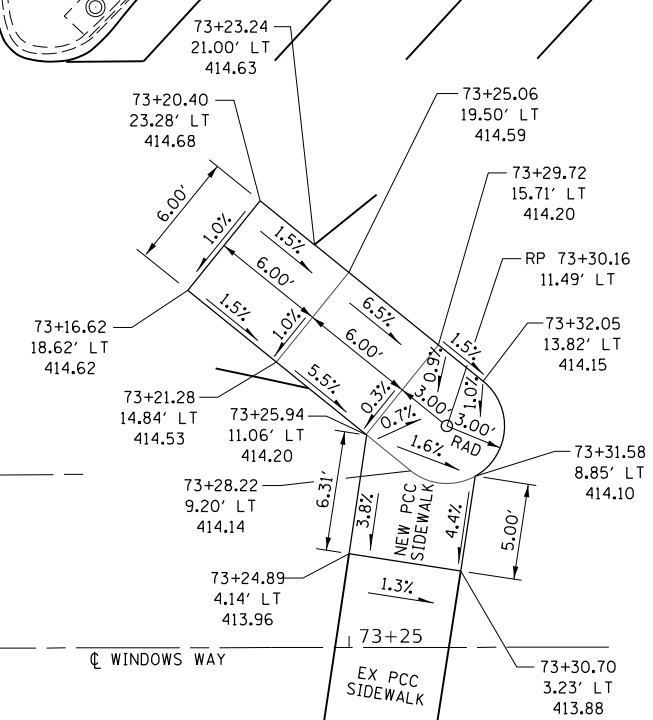 73+23.24
21.00' LT
414.63
73+20.40
23.28' LT
414.68
73+25.06
19.50' LT
414.59
73+29.72
15.71' LT
414.20
RP 73+30.16
11.49' LT
73+32.05
13.82' LT
414.15
6.00'
1.0%
1.5%
6.00'
6.5%
1.5%
1.5%
1.0%
6.00'
0.9%
1.0%
73+16.62
18.62' LT
414.62
5.5%
0.3%
3.00'
3.00'
RAD
73+21.28
14.84' LT
414.53
73+25.94
11.06' LT
414.20
0.7%
1.6%
73+31.58
8.85' LT
414.10
73+28.22
9.20' LT
414.14
6.31'
3.8%
NEW PCC
SIDEWALK
4.4%
5.00'
73+24.89
4.14' LT
413.96
1.3%
73+25
℄ WINDOWS WAY
EX PCC
SIDEWALK
73+30.70
3.23' LT
413.88